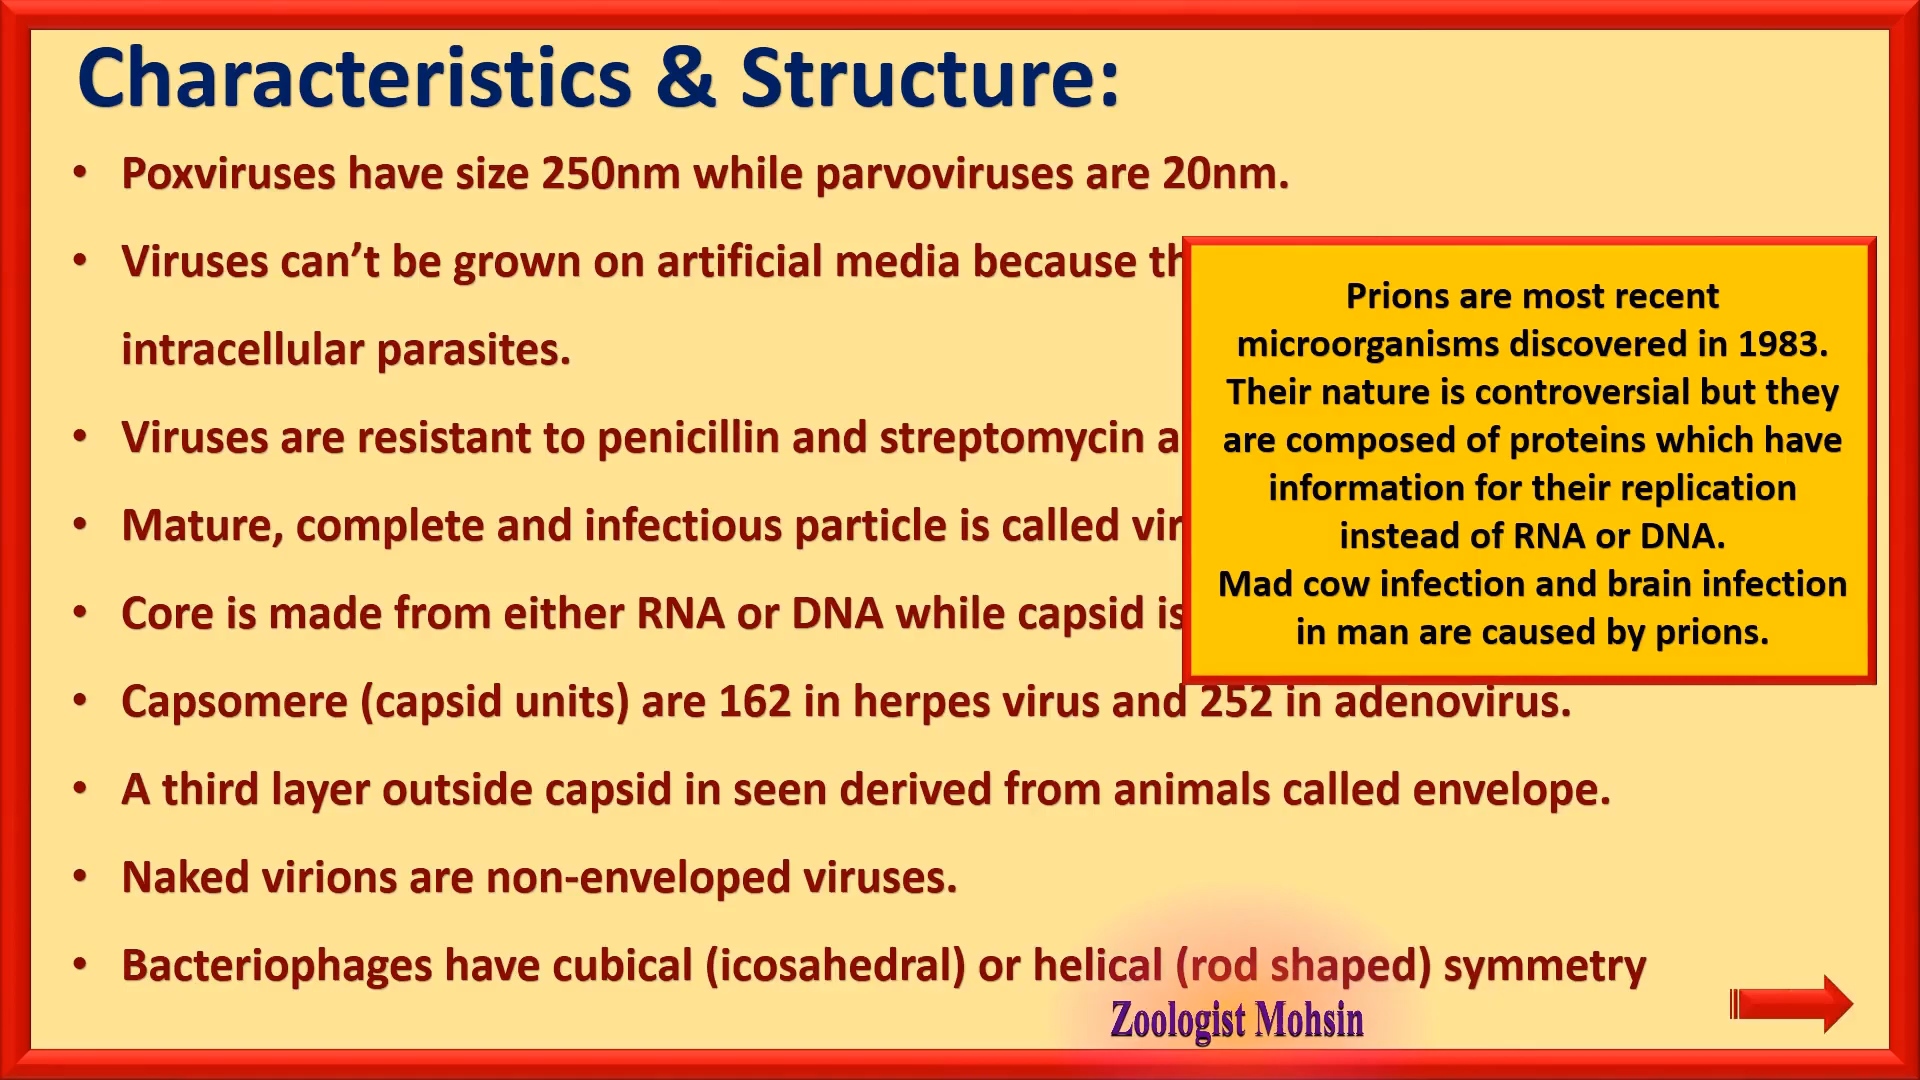 Characteristics & Structure:
• Poxviruses have size 250nm while parvoviruses are 20nm.
• Viruses can’t be grown on artificial media because
intracellular parasites.
• Viruses are resistant to penicillin and streptomycin
• Mature, complete and infectious particle is called
• Core is made from either RNA or DNA while capsid is
• Capsomere (capsid units) are 162 in herpes virus and 252 in adenovirus.
• A third layer outside capsid in seen derived from animals called envelope.
• Naked virions are non-enveloped viruses.
• Bacteriophages have cubical (icosahedral) or helical (rod shaped) symmetry
Prions are most recent
microorganisms discovered in 1983.
Their nature is controversial but they
are composed of proteins which have
information for their replication
instead of RNA or DNA.
Mad cow infection and brain infection
in man are caused by prions.
Zoologist Mohsin